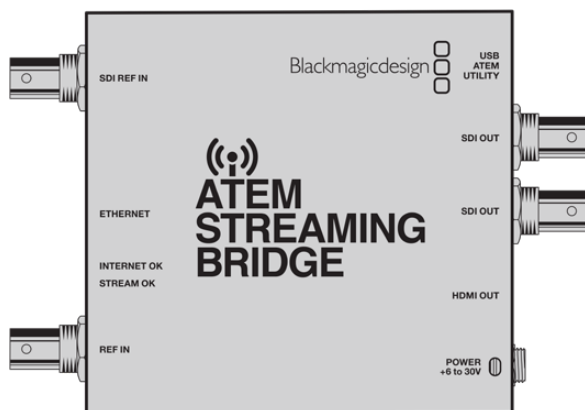 SDI REF IN
Blackmagicdesign
USB
ATEM
UTILITY
SDI OUT
ATEM
STREAMING
BRIDGE
ETHERNET
SDI OUT
INTERNET OK
STREAM OK
HDMI OUT
REF IN
POWER
+6 to 30V